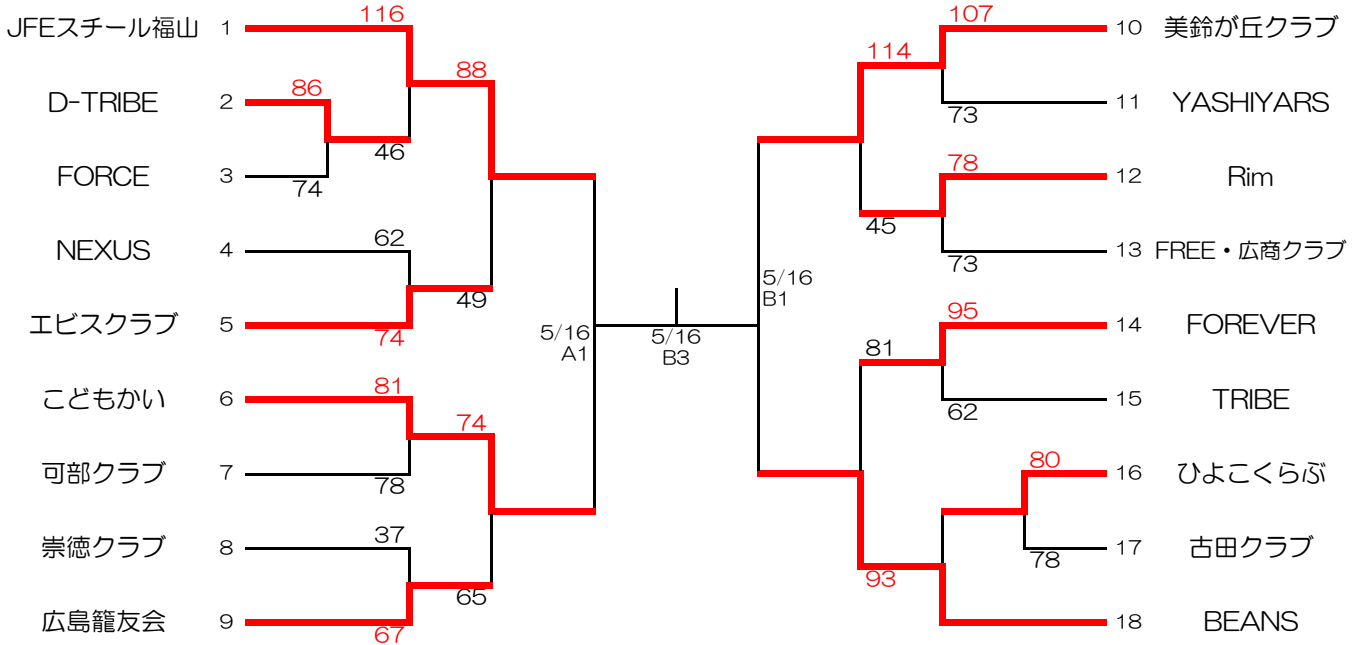 JFEスチール福山 1 116 107 10 美鈴が丘クラブ
88 114
D-TRIBE 2 86 73 11 YASHIYARS
46
FORCE 3 74 78 12 Rim
45
NEXUS 4 62 73 13 FREE・広商クラブ
49 5/16
B1
エビスクラブ 5 74 95 14 FOREVER
5/16 5/16 81
A1 B3
こどもかい 6 81 62 15 TRIBE
74
可部クラブ 7 78 80 16 ひよこくらぶ
崇徳クラブ 8 37 78 17 古田クラブ
65 93
広島籠友会 9 67 18 BEANS